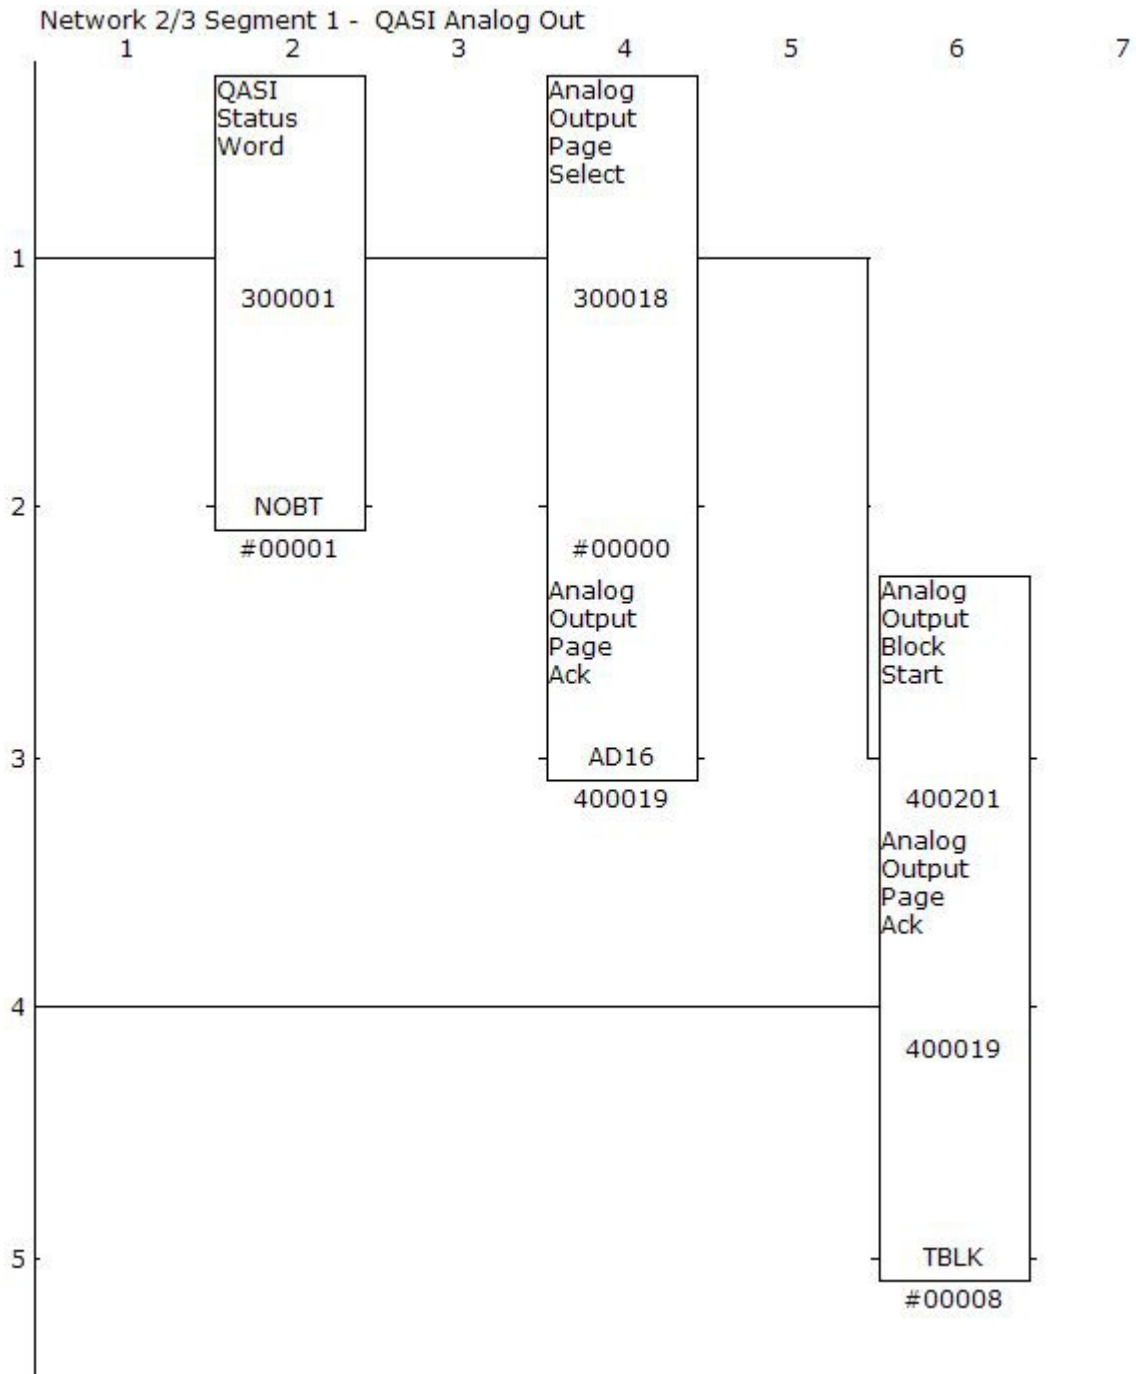 Network 2/3 Segment 1 - QASI Analog Out
1 2 3 4 5 6 7
QASI
Status
Word
Analog
Output
Page
Select
1
300001
300018
2
NOBT
#00001
#00000
Analog
Output
Page
Ack
Analog
Output
Block
Start
3
AD16
400019
400201
Analog
Output
Page
Ack
4
400019
5
TBLK
#00008